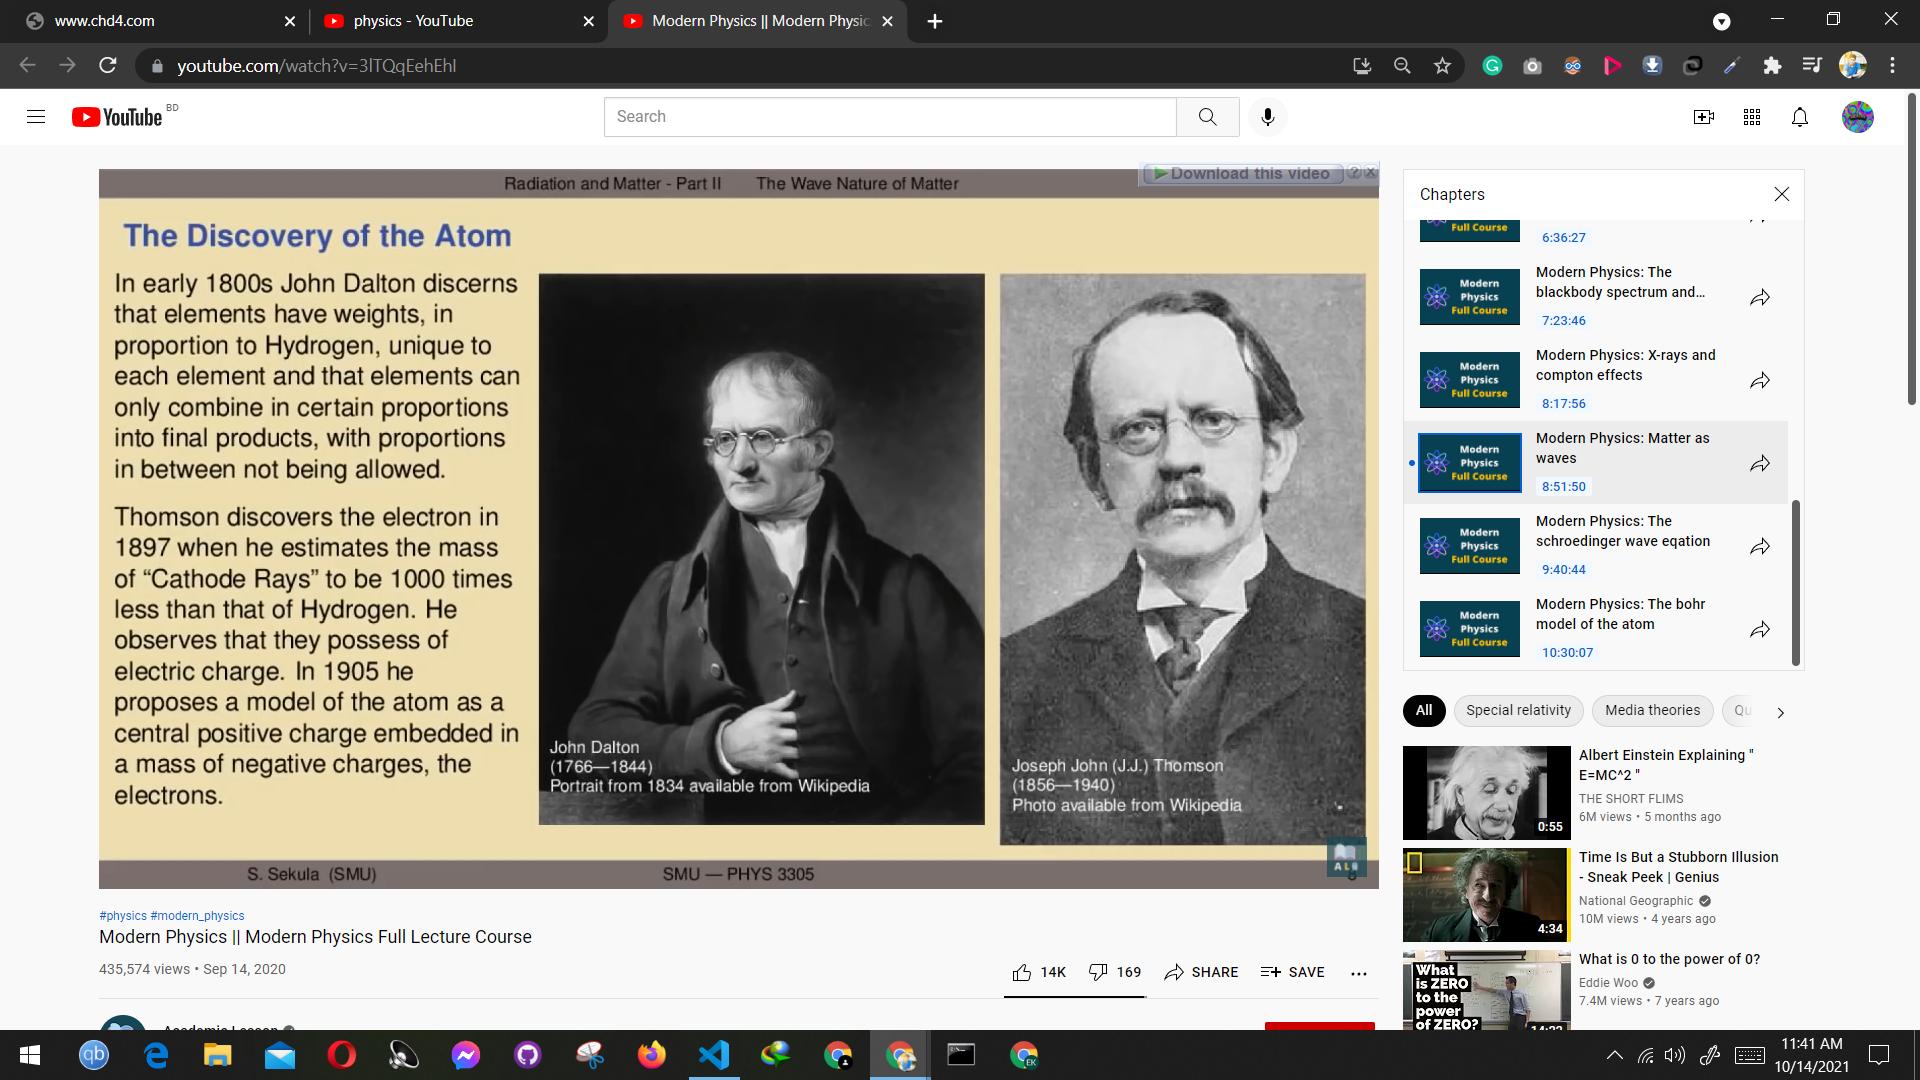 www.chd4.com
physics - YouTube
Modern Physics || Modern Physic
youtube.com/watch?v=3lTQqEehEhI
YouTube BD
Search
Radiation and Matter - Part II The Wave Nature of Matter
Download this video
The Discovery of the Atom
In early 1800s John Dalton discerns
that elements have weights, in
proportion to Hydrogen, unique to
each element and that elements can
only combine in certain proportions
into final products, with proportions
in between not being allowed.
Thomson discovers the electron in
1897 when he estimates the mass
of “Cathode Rays” to be 1000 times
less than that of Hydrogen. He
observes that they possess of
electric charge. In 1905 he
proposes a model of the atom as a
central positive charge embedded in
a mass of negative charges, the
electrons.
John Dalton
(1766—1844)
Portrait from 1834 available from Wikipedia
Joseph John (J.J.) Thomson
(1856—1940)
Photo available from Wikipedia
S. Sekula (SMU)
SMU — PHYS 3305
#physics #modern_physics
Modern Physics || Modern Physics Full Lecture Course
435,574 views • Sep 14, 2020
14K
169
SHARE
SAVE
Chapters
Full Course
6:36:27
Modern
Physics
Full Course
Modern Physics: The
blackbody spectrum and...
7:23:46
Modern
Physics
Full Course
Modern Physics: X-rays and
compton effects
8:17:56
Modern
Physics
Full Course
Modern Physics: Matter as
waves
8:51:50
Modern
Physics
Full Course
Modern Physics: The
schroedinger wave eqation
9:40:44
Modern
Physics
Full Course
Modern Physics: The bohr
model of the atom
10:30:07
All
Special relativity
Media theories
Qu
Albert Einstein Explaining "
E=MC^2 "
THE SHORT FLIMS
6M views • 5 months ago
0:55
Time Is But a Stubborn Illusion
- Sneak Peek | Genius
National Geographic
10M views • 4 years ago
4:34
What is 0 to the power of 0?
Eddie Woo
7.4M views • 7 years ago
What
is ZERO
to the
power
of ZERO?
qb
EK
11:41 AM
10/14/2021